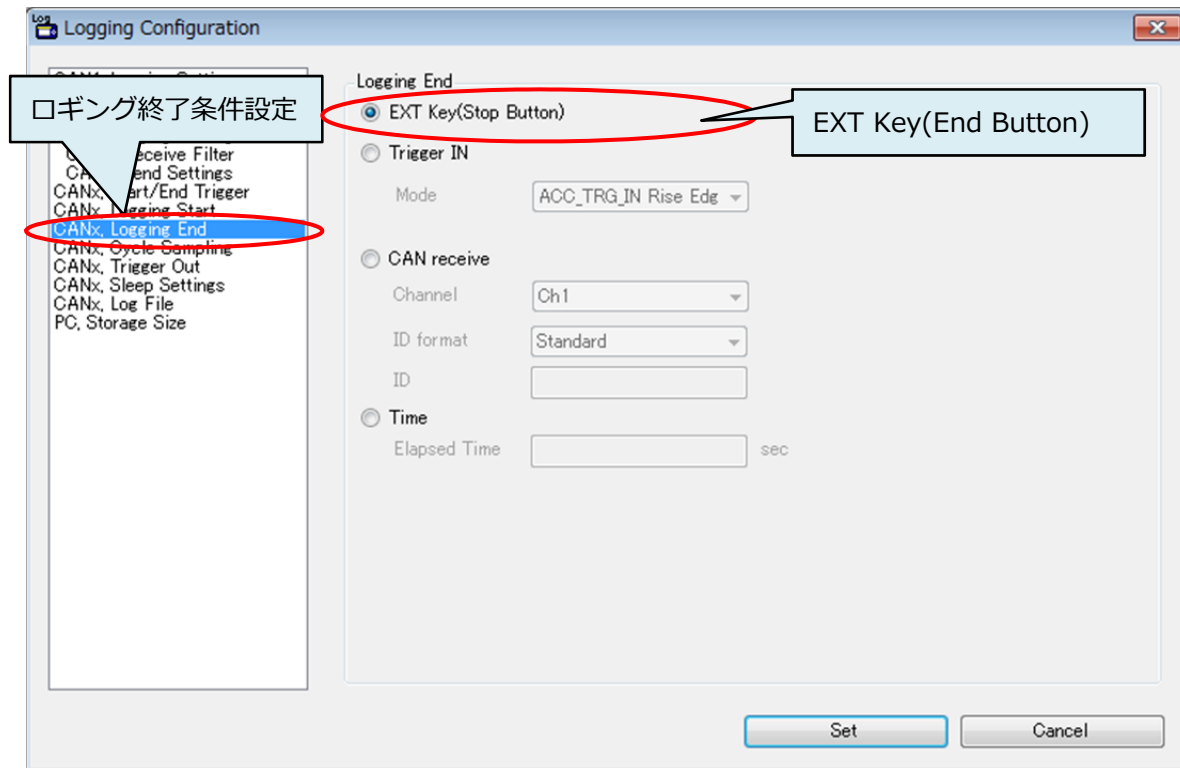 Log
Logging Configuration
ロギング終了条件設定
eceive Filter
end Settings
CANx, art/End Trigger
CANx, Logging Start
CANx, Logging End
CANx, Cycle Sampling
CANx, Trigger Out
CANx, Sleep Settings
CANx, Log File
PC, Storage Size
Logging End
EXT Key(Stop Button)
EXT Key(End Button)
Trigger IN
Mode
ACC_TRG_IN Rise Edg
CAN receive
Channel
Ch1
ID format
Standard
ID
Time
Elapsed Time
sec
Set
Cancel